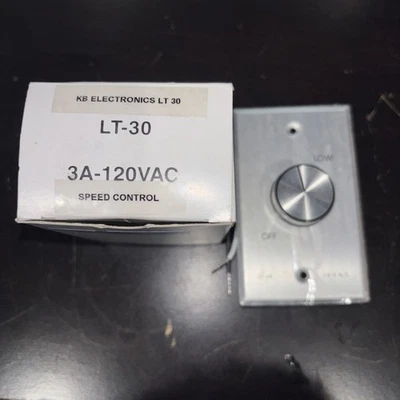 KB ELECTRONICS LT 30
LT-30
3A-120VAC
SPEED CONTROL
LOW
OFF